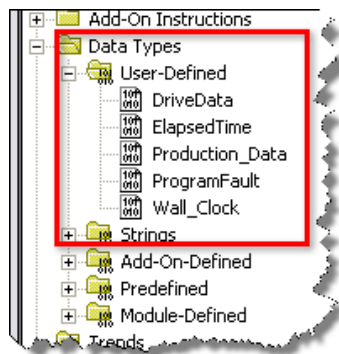 Add-On Instructions
Data Types
User-Defined
DriveData
ElapsedTime
Production_Data
ProgramFault
Wall_Clock
Strings
Add-On-Defined
Predefined
Module-Defined
Trends